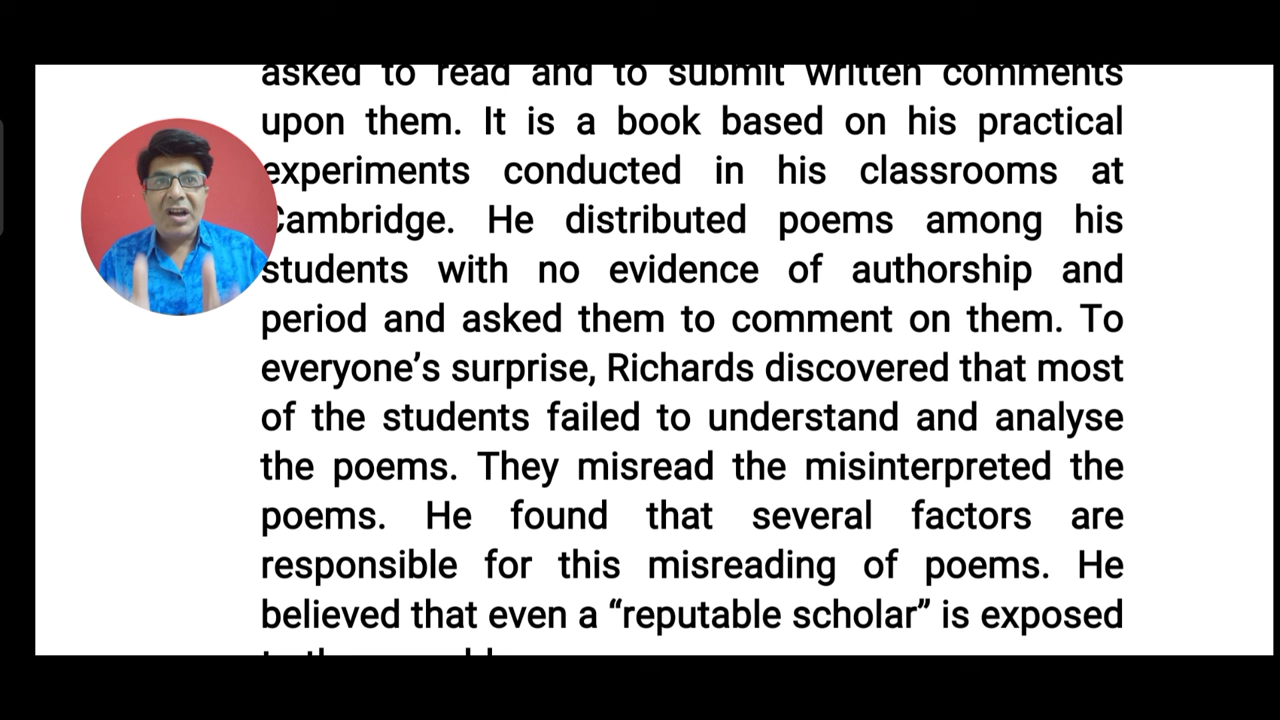 asked to read and to submit written comments
upon them. It is a book based on his practical
experiments conducted in his classrooms at
Cambridge. He distributed poems among his
students with no evidence of authorship and
period and asked them to comment on them. To
everyone’s surprise, Richards discovered that most
of the students failed to understand and analyse
the poems. They misread the misinterpreted the
poems. He found that several factors are
responsible for this misreading of poems. He
believed that even a “reputable scholar” is exposed